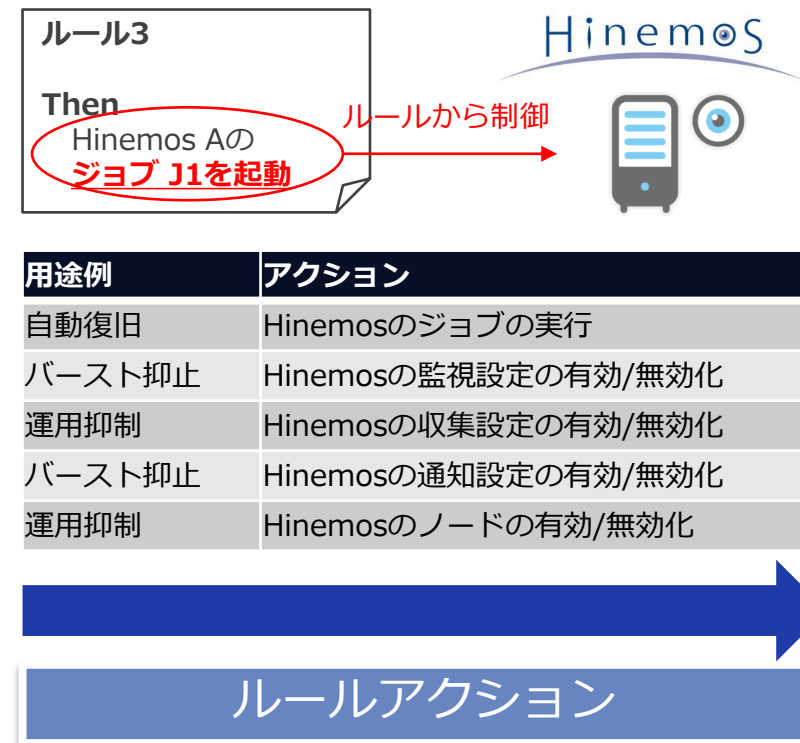 ルール3
Hinemos
Then
Hinemos Aの
ジョブ J1を起動
ルールから制御
用途例 アクション
自動復旧 Hinemosのジョブの実行
バースト抑止 Hinemosの監視設定の有効/無効化
運用抑制 Hinemosの収集設定の有効/無効化
バースト抑止 Hinemosの通知設定の有効/無効化
運用抑制 Hinemosのノードの有効/無効化
ルールアクション